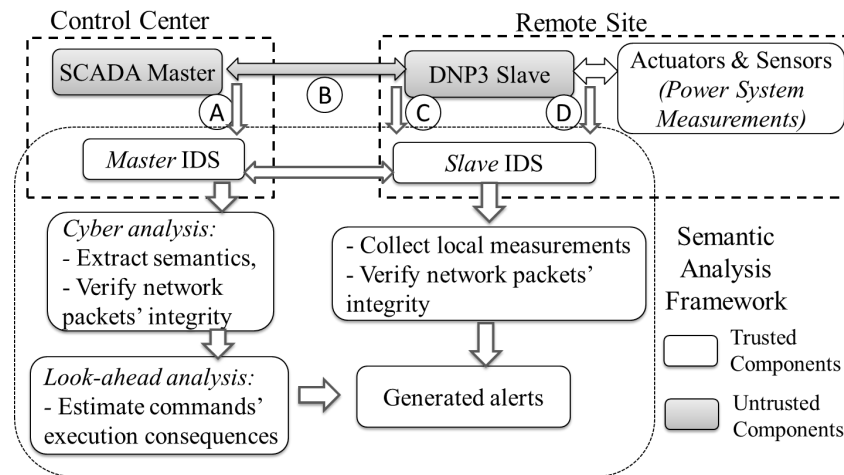 Control Center
Remote Site
SCADA Master
DNP3 Slave
Actuators & Sensors
(Power System
Measurements)
A
B
C
D
Master IDS
Slave IDS
Cyber analysis:
- Extract semantics,
- Verify network
packets' integrity
- Collect local measurements
- Verify network packets'
integrity
Semantic
Analysis
Framework
Look-ahead analysis:
- Estimate commands'
execution consequences
Generated alerts
Trusted
Components
Untrusted
Components